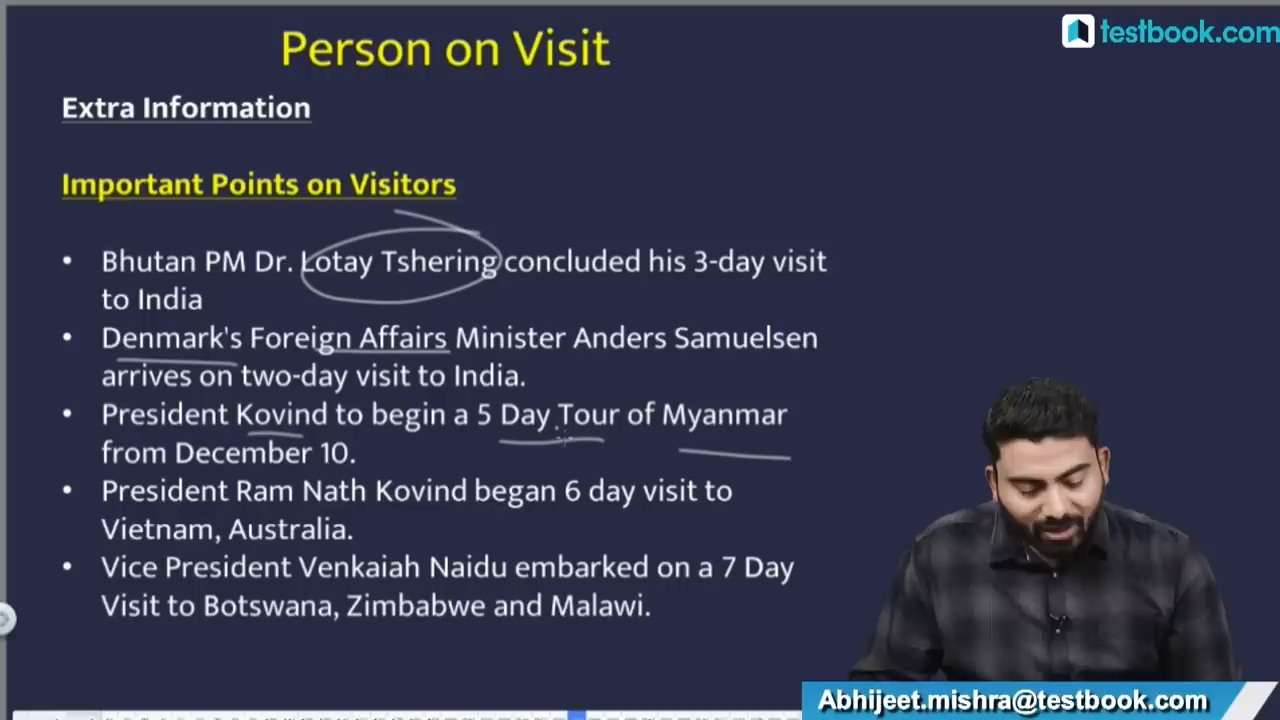 Person on Visit
testbook.com
Extra Information
Important Points on Visitors
• Bhutan PM Dr. Lotay Tshering concluded his 3-day visit
to India
• Denmark's Foreign Affairs Minister Anders Samuelsen
arrives on two-day visit to India.
• President Kovind to begin a 5 Day Tour of Myanmar
from December 10.
• President Ram Nath Kovind began 6 day visit to
Vietnam, Australia.
• Vice President Venkaiah Naidu embarked on a 7 Day
Visit to Botswana, Zimbabwe and Malawi.
Abhijeet.mishra@testbook.com